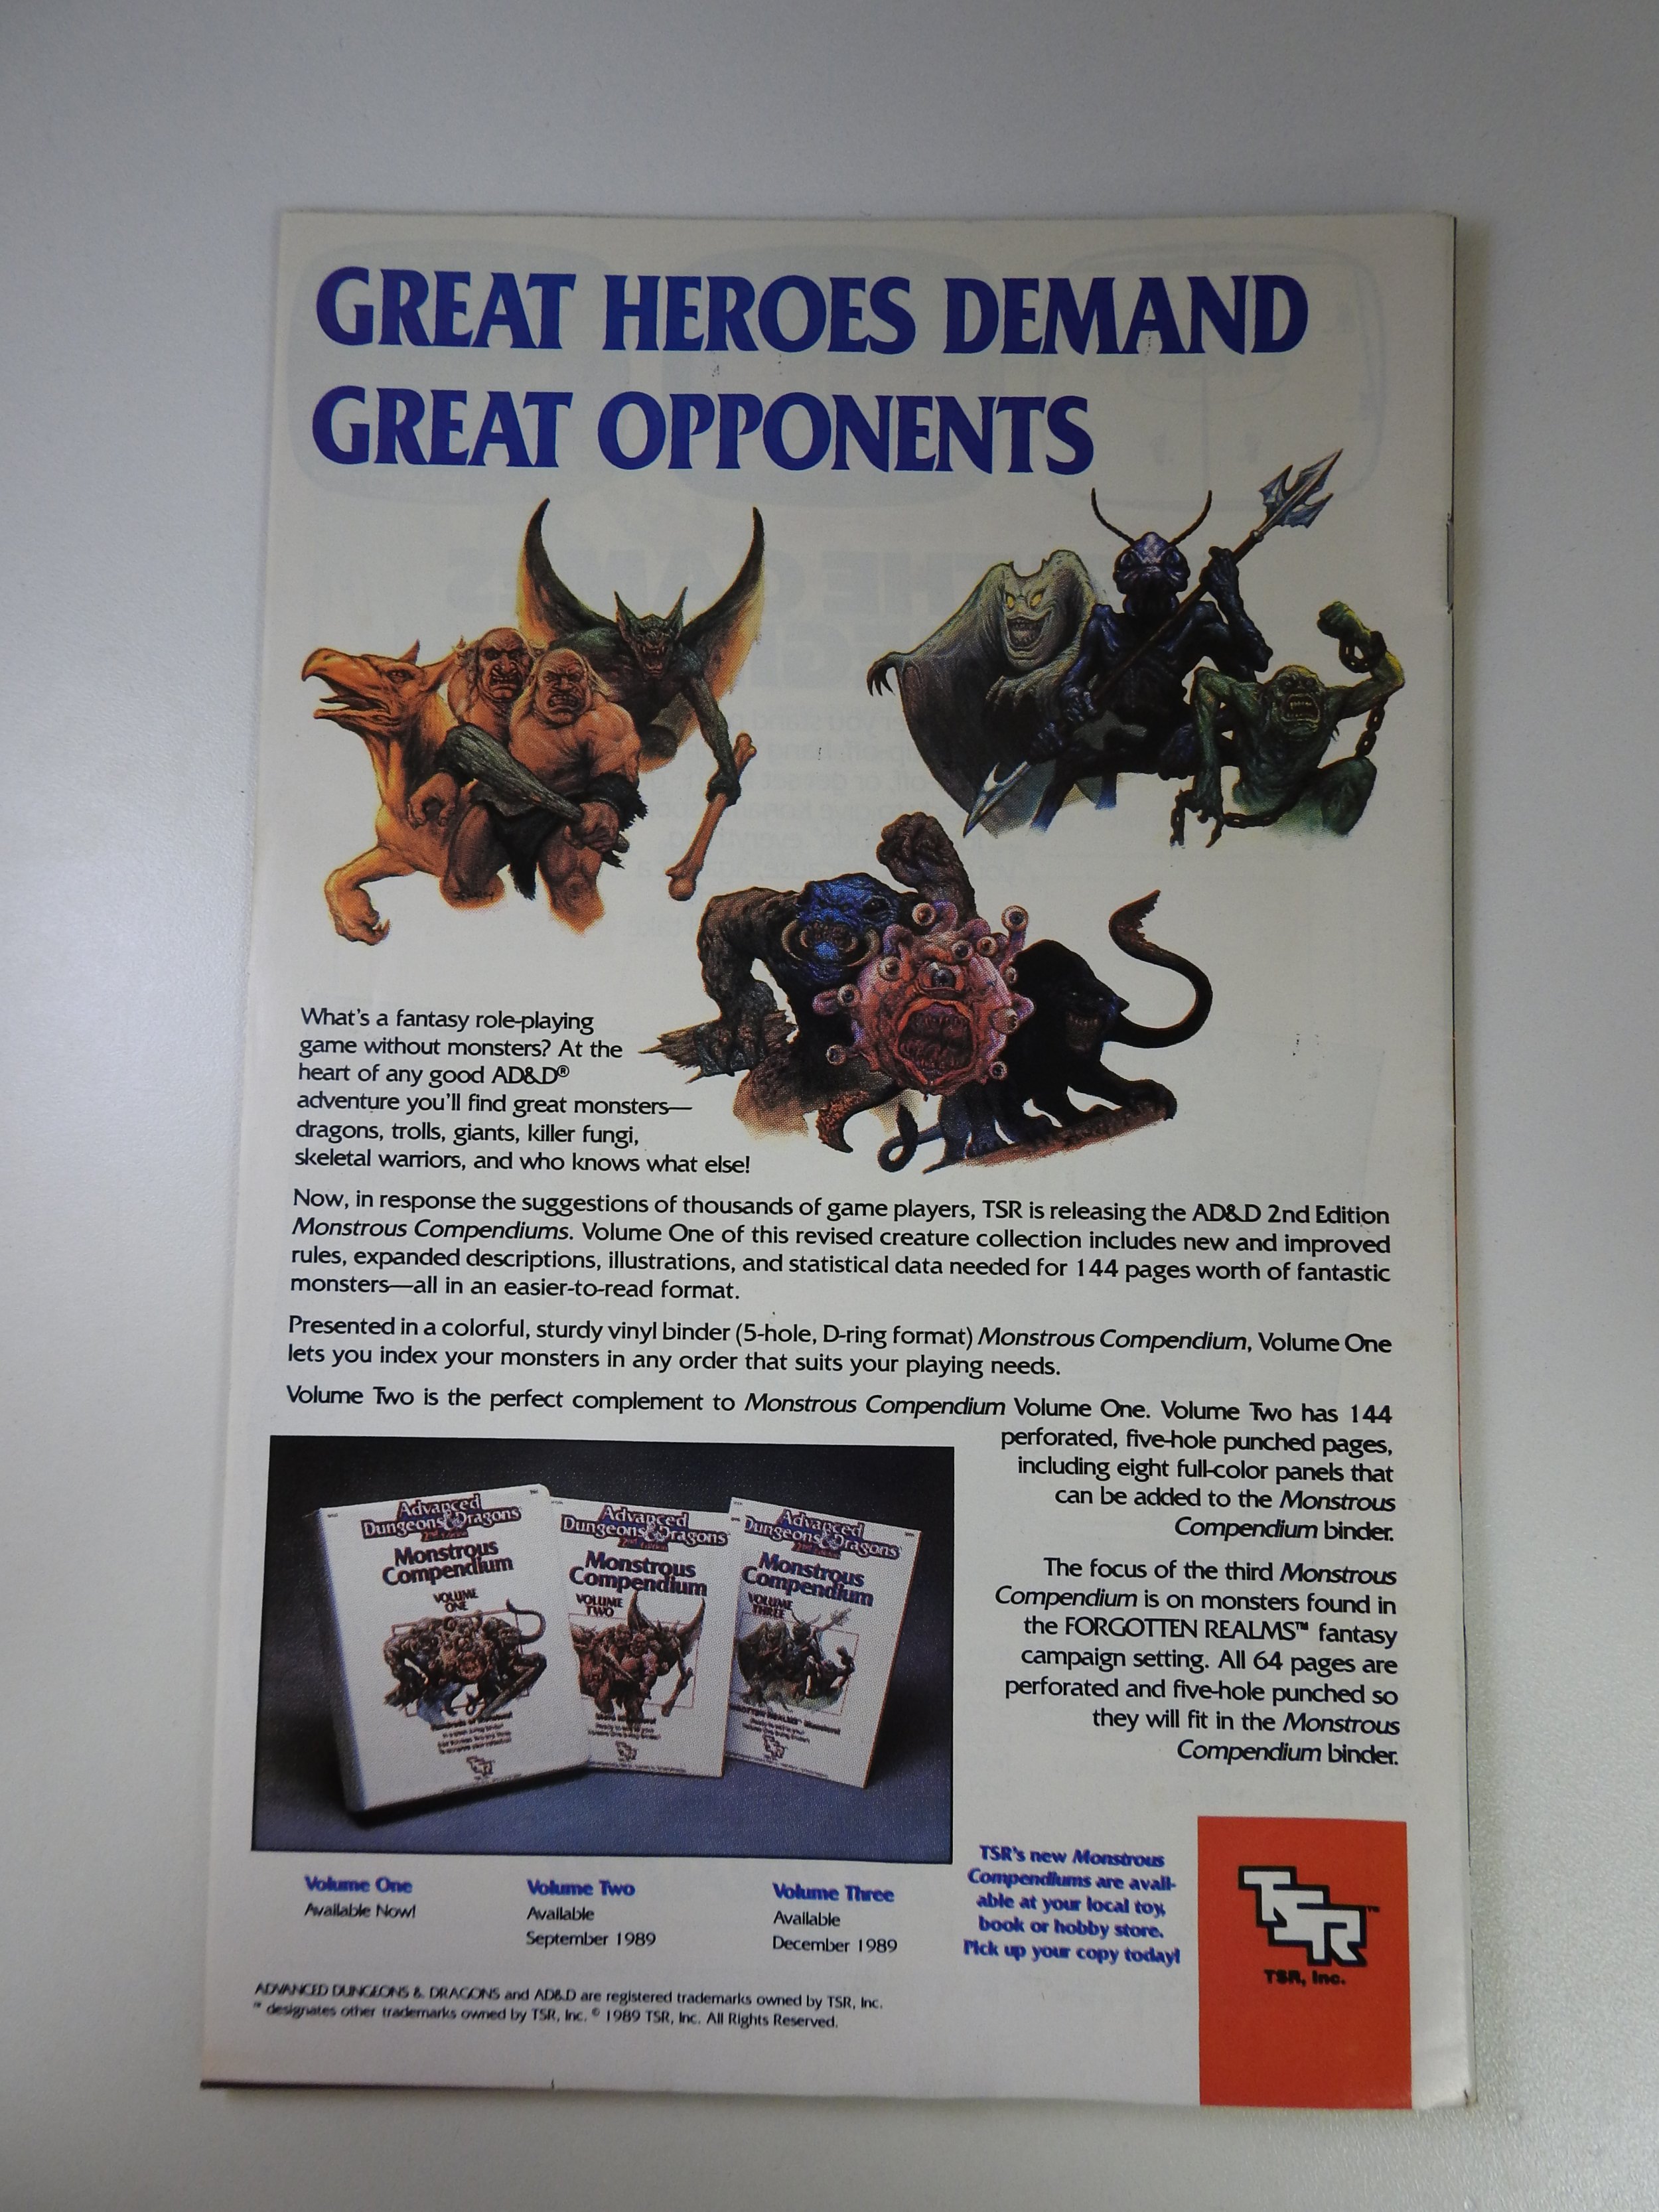 GREAT HEROES DEMAND
GREAT OPPONENTS
What's a fantasy role-playing
game without monsters? At the
heart of any good AD&D®
adventure you'll find great monsters—
dragons, trolls, giants, killer fungi,
skeletal warriors, and who knows what else!
Now, in response the suggestions of thousands of game players, TSR is releasing the AD&D 2nd Edition
Monstrous Compendiums. Volume One of this revised creature collection includes new and improved
rules, expanded descriptions, illustrations, and statistical data needed for 144 pages worth of fantastic
monsters—all in an easier-to-read format.
Presented in a colorful, sturdy vinyl binder (5-hole, D-ring format) Monstrous Compendium, Volume One
lets you index your monsters in any order that suits your playing needs.
Volume Two is the perfect complement to Monstrous Compendium Volume One. Volume Two has 144
perforated, five-hole punched pages,
including eight full-color panels that
can be added to the Monstrous
Compendium binder.
The focus of the third Monstrous
Compendium is on monsters found in
the FORGOTTEN REALMS™ fantasy
campaign setting. All 64 pages are
perforated and five-hole punched so
they will fit in the Monstrous
Compendium binder.
Advanced
Dungeons & Dragons
2nd Edition
Monstrous
Compendium
VOLUME
ONE
TSR
Advanced
Dungeons & Dragons
2nd Edition
Monstrous
Compendium
VOLUME
TWO
TSR
Advanced
Dungeons & Dragons
2nd Edition
Monstrous
Compendium
VOLUME
THREE
TSR
Volume One
Available Now!
Volume Two
Available
September 1989
Volume Three
Available
December 1989
TSR's new Monstrous
Compendiums are avail-
able at your local toy,
book or hobby store.
Pick up your copy today!
TSR™
TSR, Inc.
ADVANCED DUNGEONS & DRAGONS and AD&D are registered trademarks owned by TSR, Inc.
™ designates other trademarks owned by TSR, Inc. © 1989 TSR, Inc. All Rights Reserved.